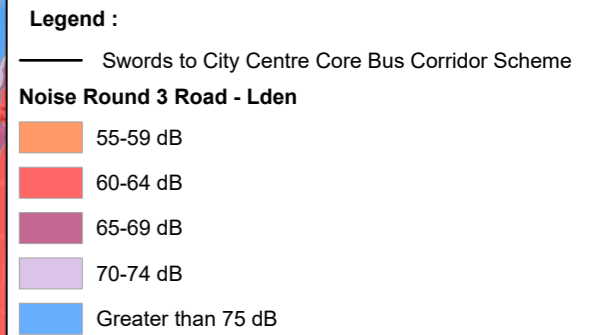 Legend :
Swords to City Centre Core Bus Corridor Scheme
Noise Round 3 Road - Lden
55-59 dB
60-64 dB
65-69 dB
70-74 dB
Greater than 75 dB